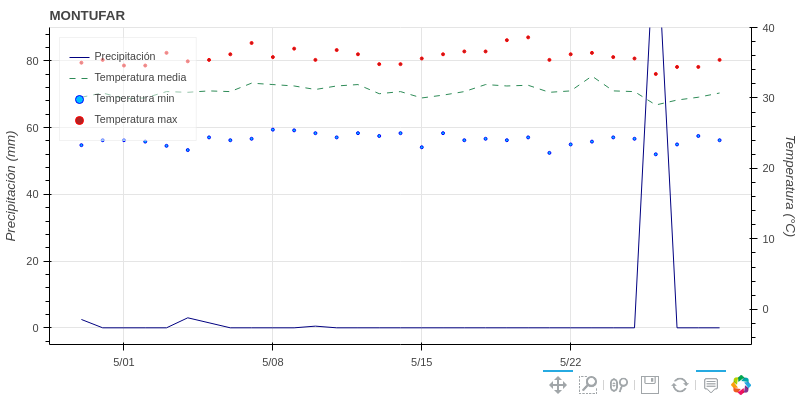 MONTUFAR
Precipitación
Temperatura media
Temperatura min
Temperatura max
Precipitación (mm)
80
60
40
20
0
40
30
20
10
0
Temperatura (°C)
5/01
5/08
5/15
5/22